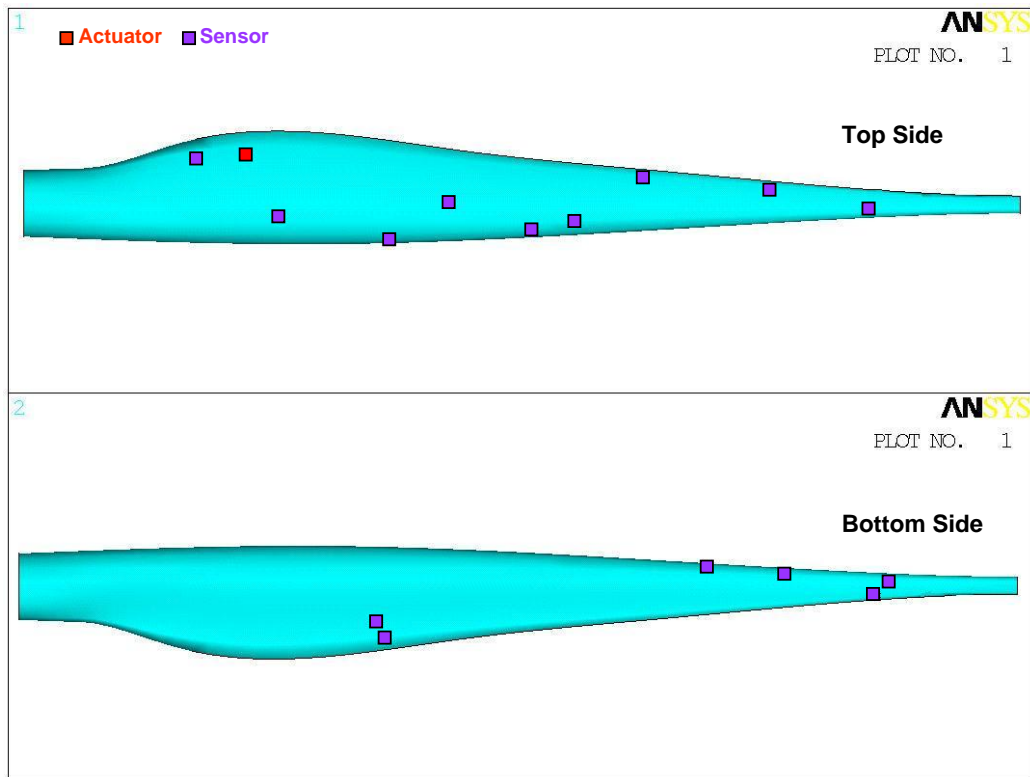 1
ANSYS
Actuator Sensor
PLOT NO. 1
Top Side
2
ANSYS
PLOT NO. 1
Bottom Side